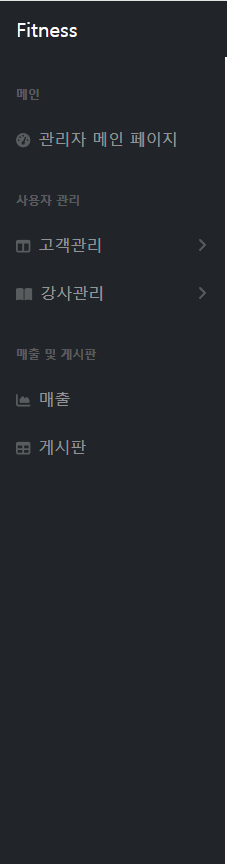 Fitness
메인
관리자 메인 페이지
사용자 관리
고객관리
강사관리
매출 및 게시판
매출
게시판